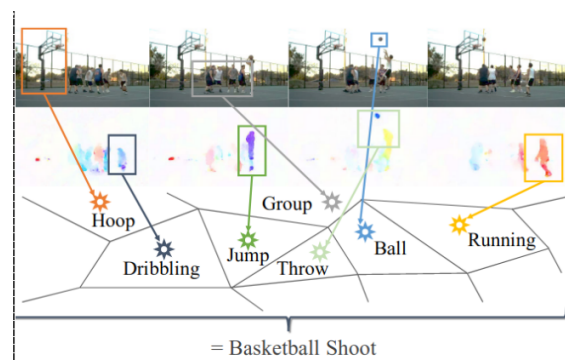 Hoop
Group
Dribbling
Jump
Throw
Ball
Running
= Basketball Shoot